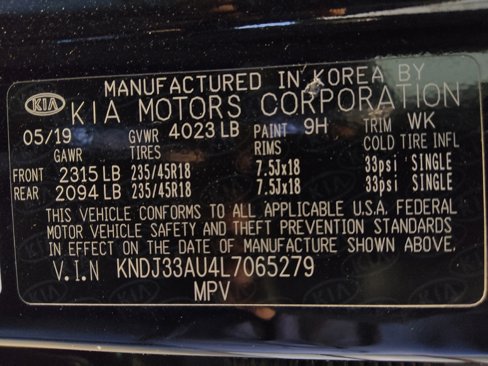 MANUFACTURED IN KOREA BY
KIA KIA MOTORS CORPORATION
05/19 GVWR 4023 LB PAINT 9H TRIM WK
GAWR TIRES RIMS COLD TIRE INFL
FRONT 2315 LB 235/45R18 7.5Jx18 33psi 'SINGLE
REAR 2094 LB 235/45R18 7.5Jx18 33psi 'SINGLE
THIS VEHICLE CONFORMS TO ALL APPLICABLE U.S.A. FEDERAL
MOTOR VEHICLE SAFETY AND THEFT PREVENTION STANDARDS
IN EFFECT ON THE DATE OF MANUFACTURE SHOWN ABOVE.
V.I.N KNDJ33AU4L7065279
MPV